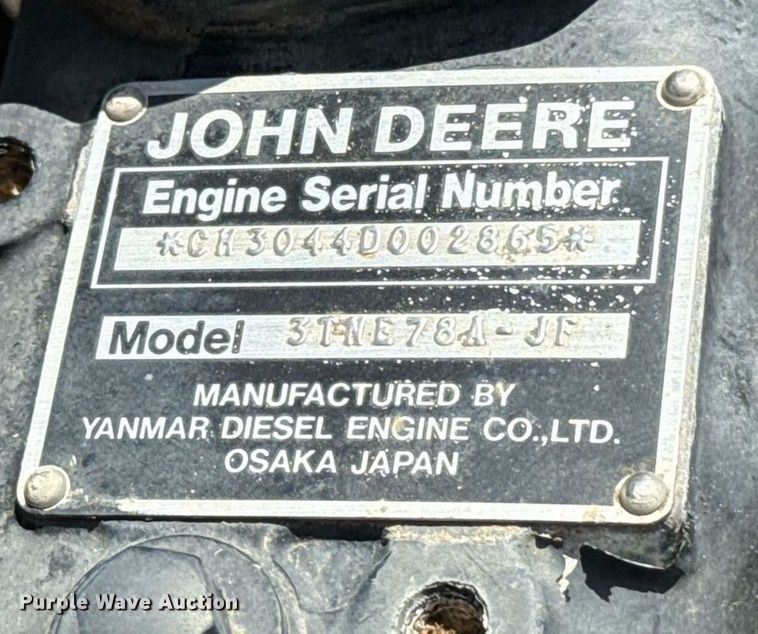 JOHN DEERE
Engine Serial Number
*CH3044D002865*
Model 3TNE78A-JF
MANUFACTURED BY
YANMAR DIESEL ENGINE CO.,LTD.
OSAKA JAPAN
Purple Wave Auction